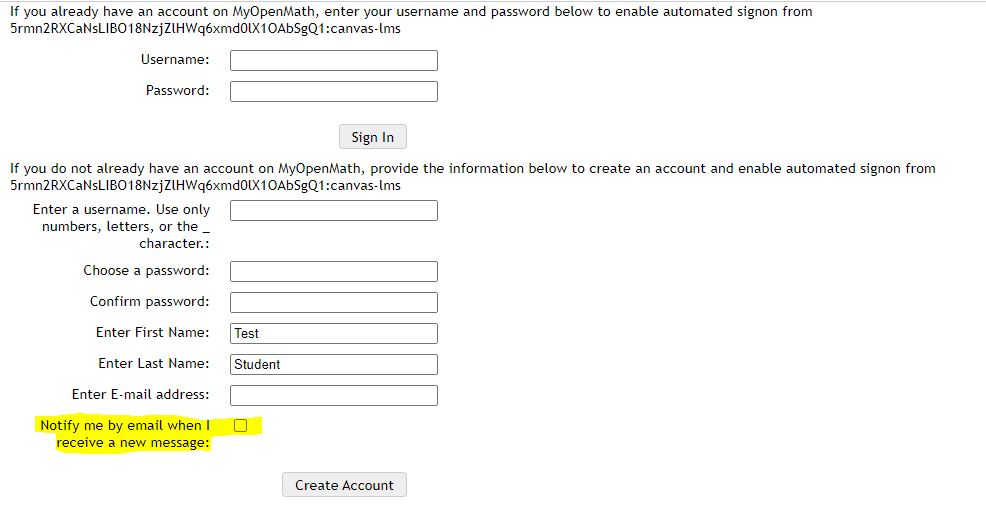 If you already have an account on MyOpenMath, enter your username and password below to enable automated signon from
5rmn2RXCaNsLIBO18NzjZlHWq6xmd0lX1OAbSgQ1:canvas-lms
Username:
Password:
Sign In
If you do not already have an account on MyOpenMath, provide the information below to create an account and enable automated signon from
5rmn2RXCaNsLIBO18NzjZlHWq6xmd0lX1OAbSgQ1:canvas-lms
Enter a username. Use only
numbers, letters, or the _
character.:
Choose a password:
Confirm password:
Enter First Name: Test
Enter Last Name: Student
Enter E-mail address:
Notify me by email when I
receive a new message:
Create Account